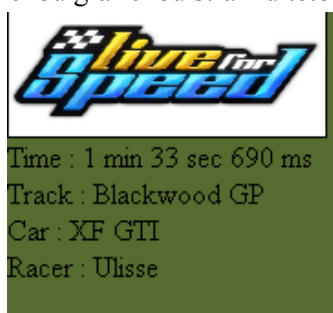 live for
Speed
Time : 1 min 33 sec 690 ms
Track : Blackwood GP
Car : XF GTI
Racer : Ulisse